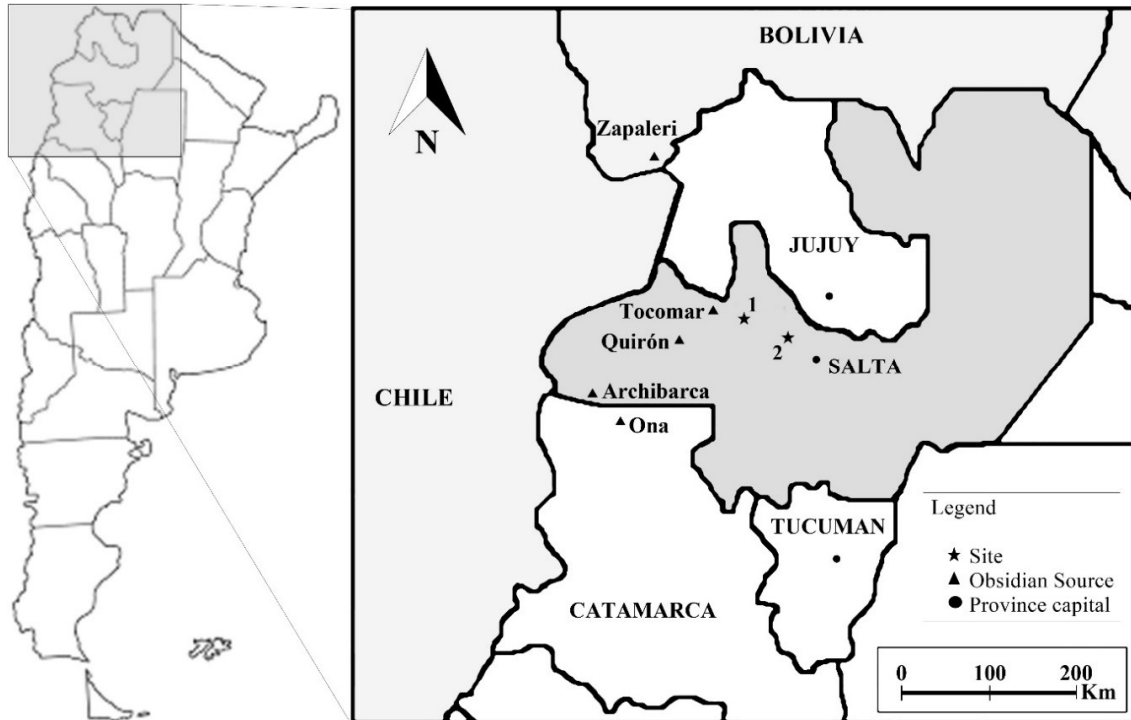 BOLIVIA
N
Zapaleri
JUJUY
Tocomar
1
Quirón
2
SALTA
CHILE
Archibarca
Ona
Legend
TUCUMAN
Site
Obsidian Source
Province capital
CATAMARCA
0 100 200
Km